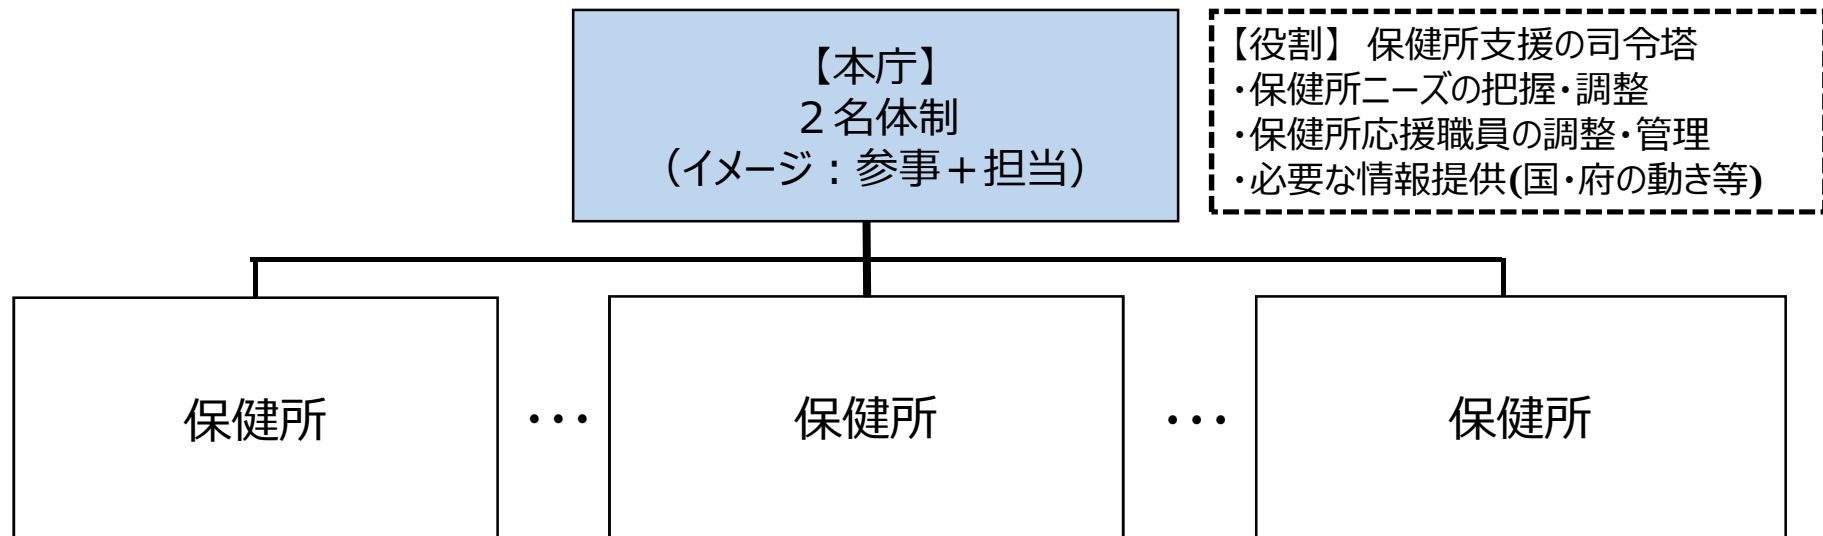 【本庁】
２名体制
（イメージ：参事＋担当）
【役割】 保健所支援の司令塔
・保健所ニーズの把握・調整
・保健所応援職員の調整・管理
・必要な情報提供(国・府の動き等)
保健所
…
保健所
…
保健所